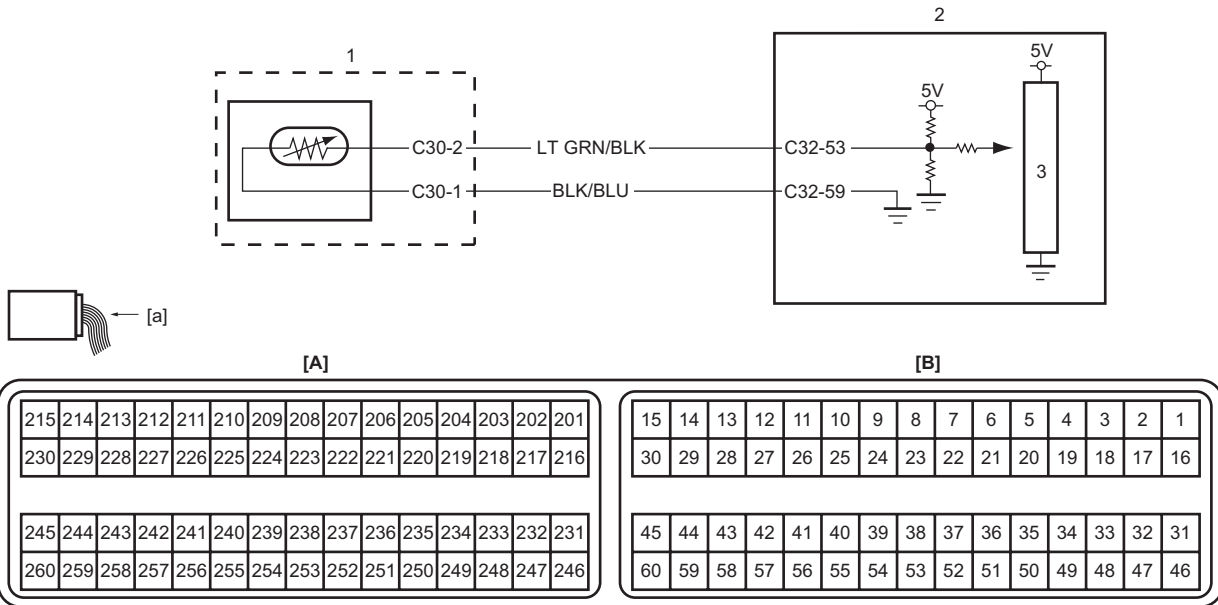 2
1
5V
5V
C30-2 LT GRN/BLK C32-53
3
C30-1 BLK/BLU C32-59
[a]
[A] [B]
215 214 213 212 211 210 209 208 207 206 205 204 203 202 201 15 14 13 12 11 10 9 8 7 6 5 4 3 2 1
230 229 228 227 226 225 224 223 222 221 220 219 218 217 216 30 29 28 27 26 25 24 23 22 21 20 19 18 17 16
245 244 243 242 241 240 239 238 237 236 235 234 233 232 231 45 44 43 42 41 40 39 38 37 36 35 34 33 32 31
260 259 258 257 256 255 254 253 252 251 250 249 248 247 246 60 59 58 57 56 55 54 53 52 51 50 49 48 47 46